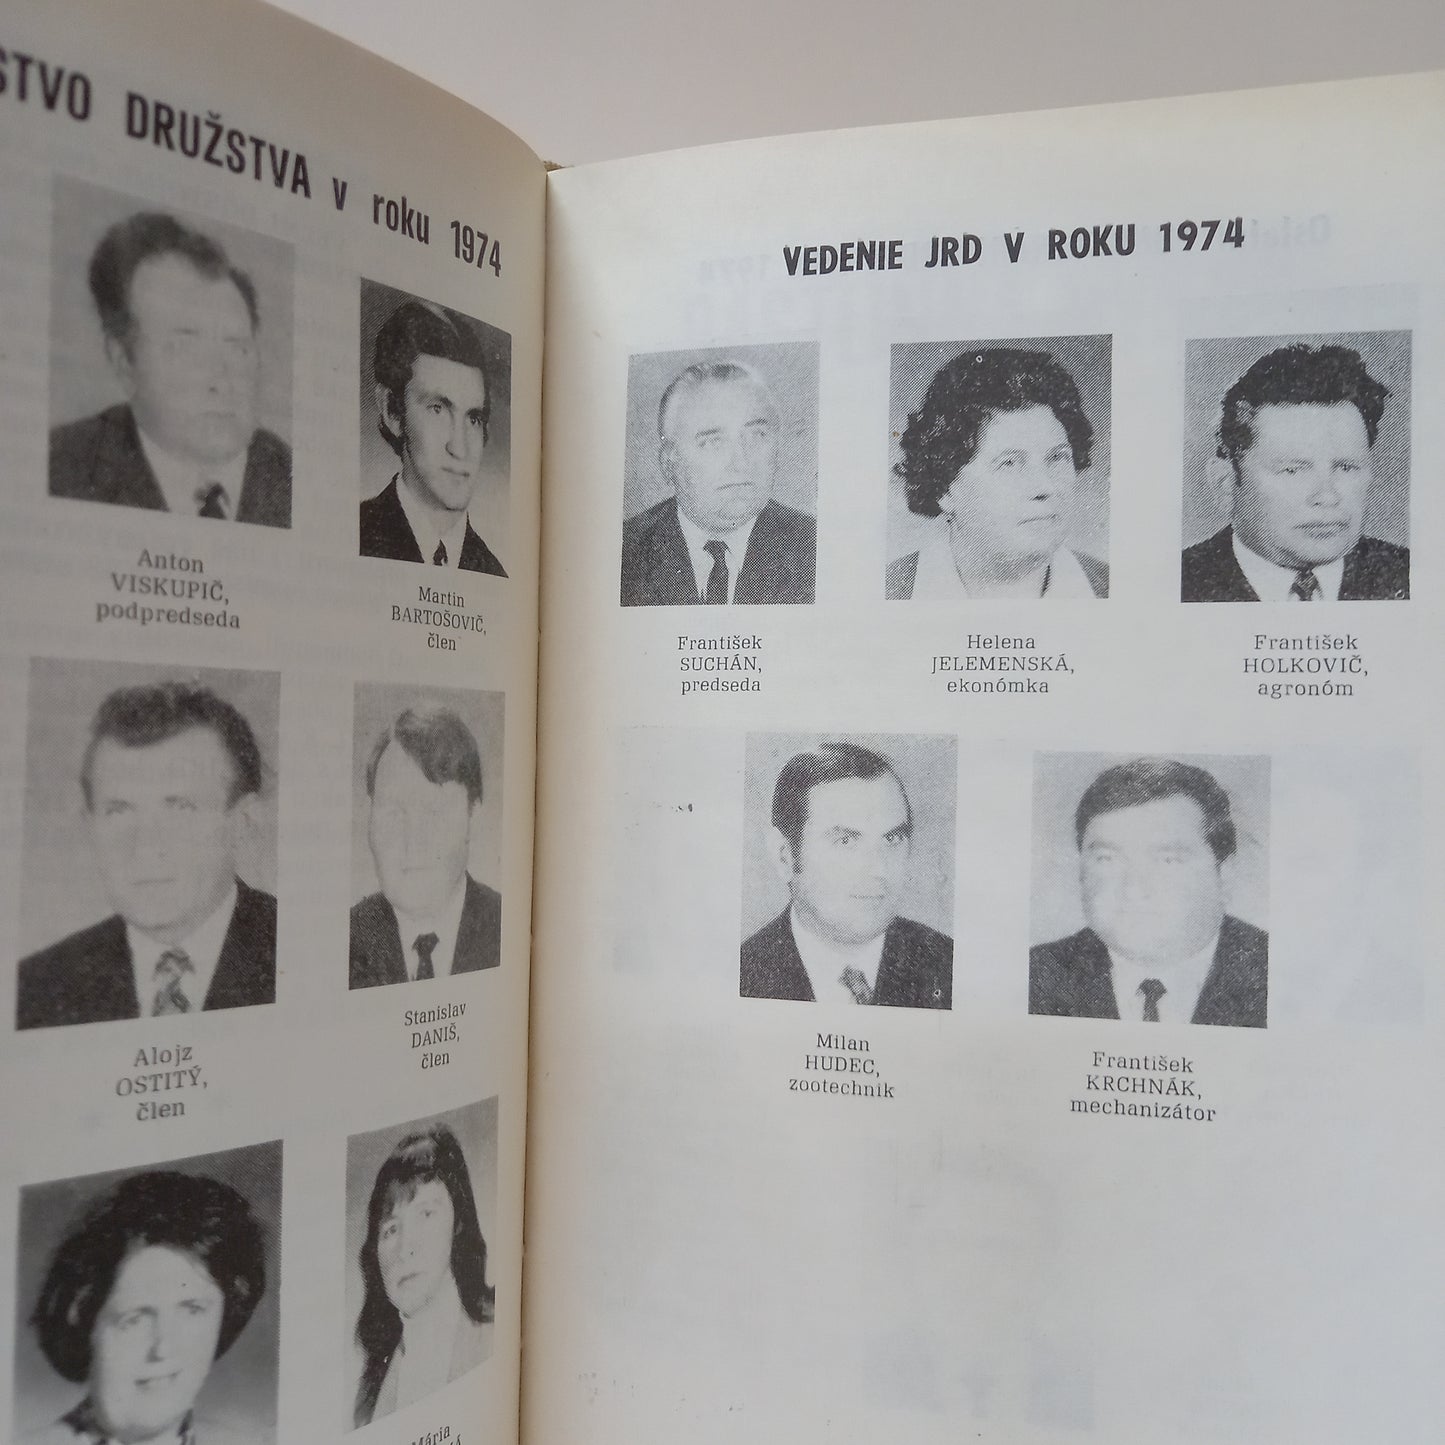 DRUŽSTVA v roku 1974
Anton
VISKUPIČ,
podpredseda
Martin
BARTOŠOVIČ,
člen
Alojz
OSTITÝ,
člen
Stanislav
DANIŠ,
člen
Mária
VEDENIE JRD V ROKU 1974
František
SUCHÁN,
predseda
Helena
JELEMENSKÁ,
ekonómka
František
HOLKOVIČ,
agronóm
Milan
HUDEC,
zootechnik
František
KRCHNÁK,
mechanizátor